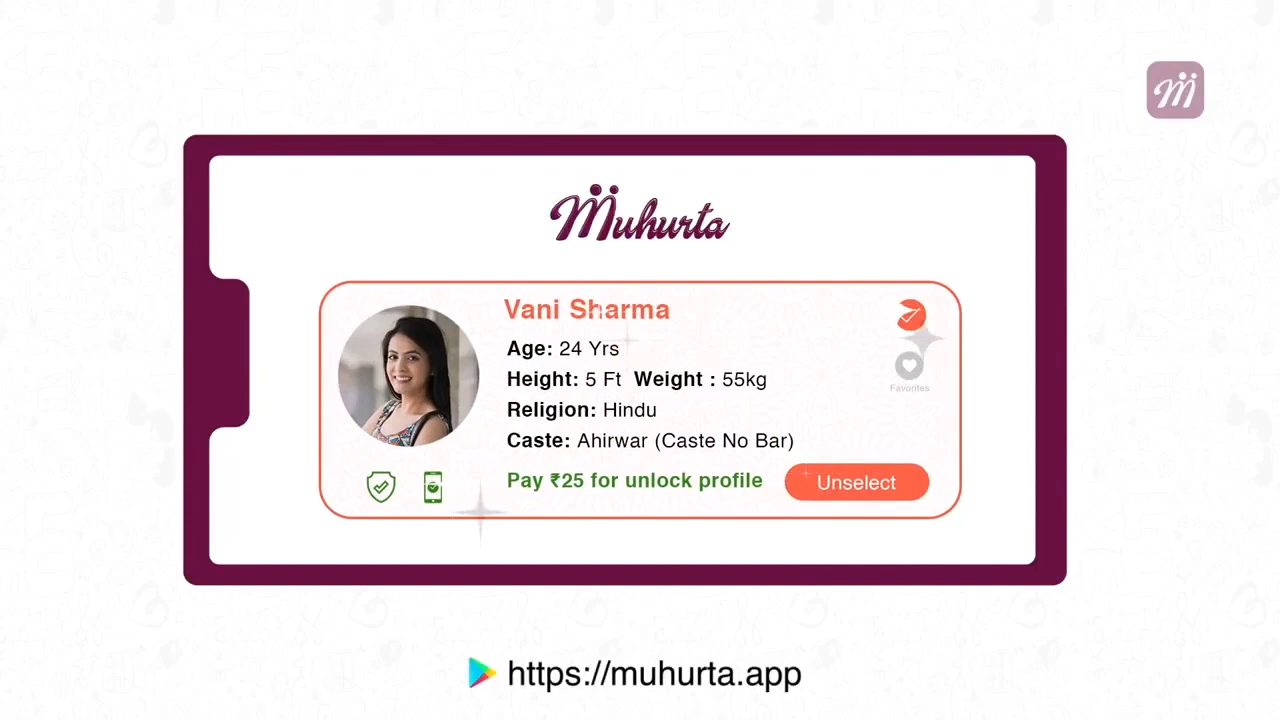 Muhurta
Vani Sharma
Age: 24 Yrs
Height: 5 Ft Weight : 55kg
Favorites
Religion: Hindu
Caste: Ahirwar (Caste No Bar)
Pay ₹25 for unlock profile
Unselect
https://muhurta.app